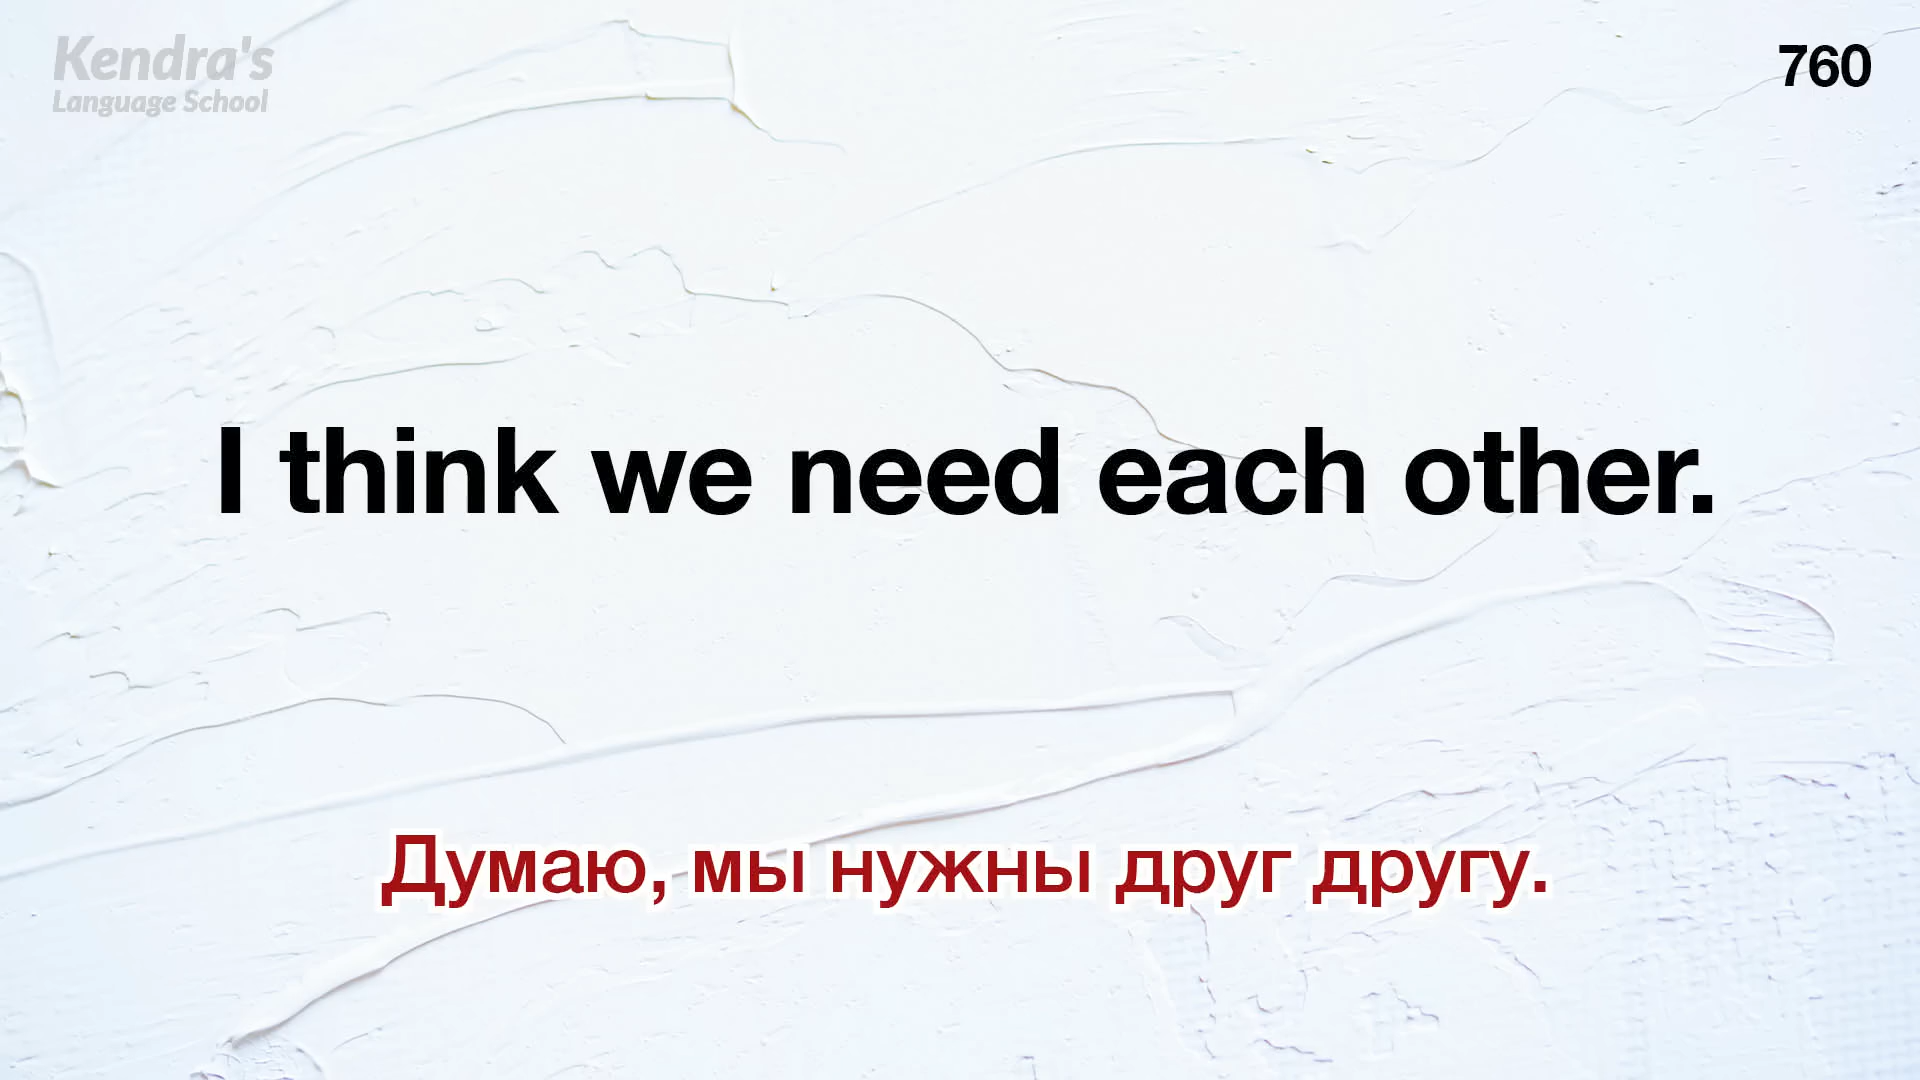 Kendra's
Language School
760
I think we need each other.
Думаю, мы нужны друг другу.